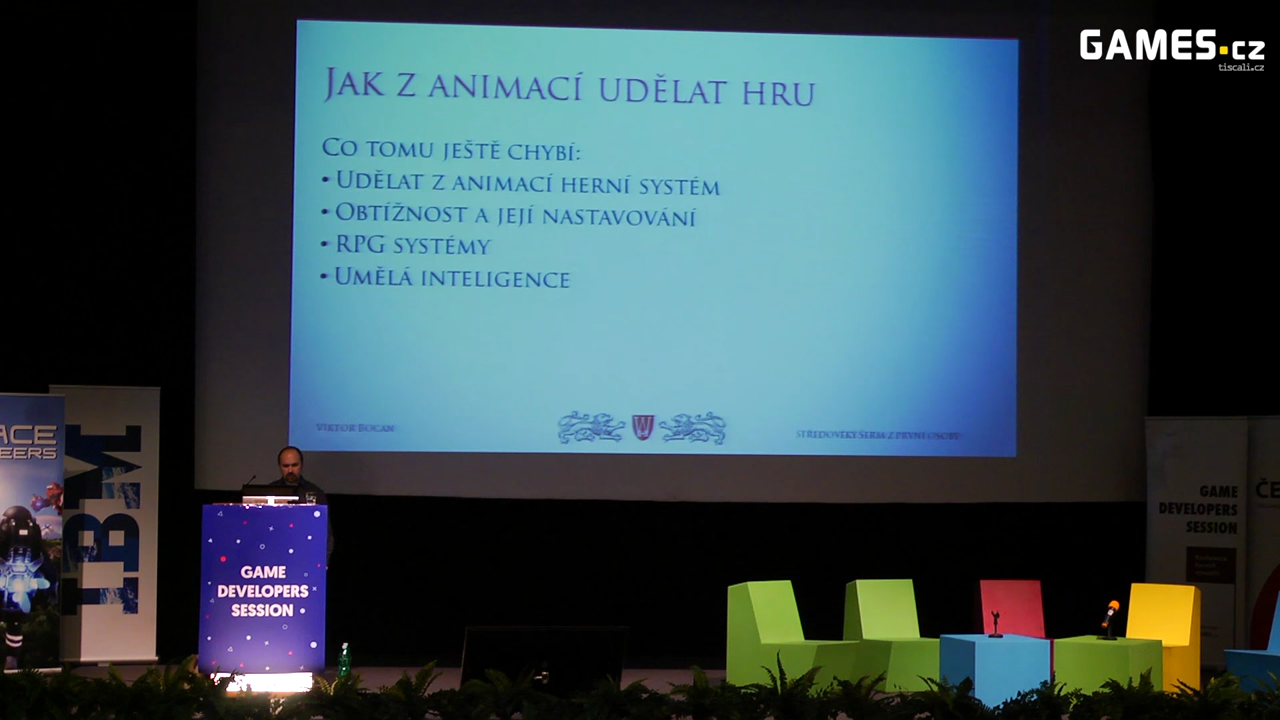 GAMES.cz
tiscali.cz
Jak z animací udělat hru
Co tomu ještě chybí:
• Udělat z animací herní systém
• Obtížnost a její nastavování
• RPG systémy
• Umělá inteligence
Viktor Bocan
W
Středověký šerm z první osoby
ACE
EERS
IBM
GAME
DEVELOPERS
SESSION
GAME
DEVELOPERS
SESSION